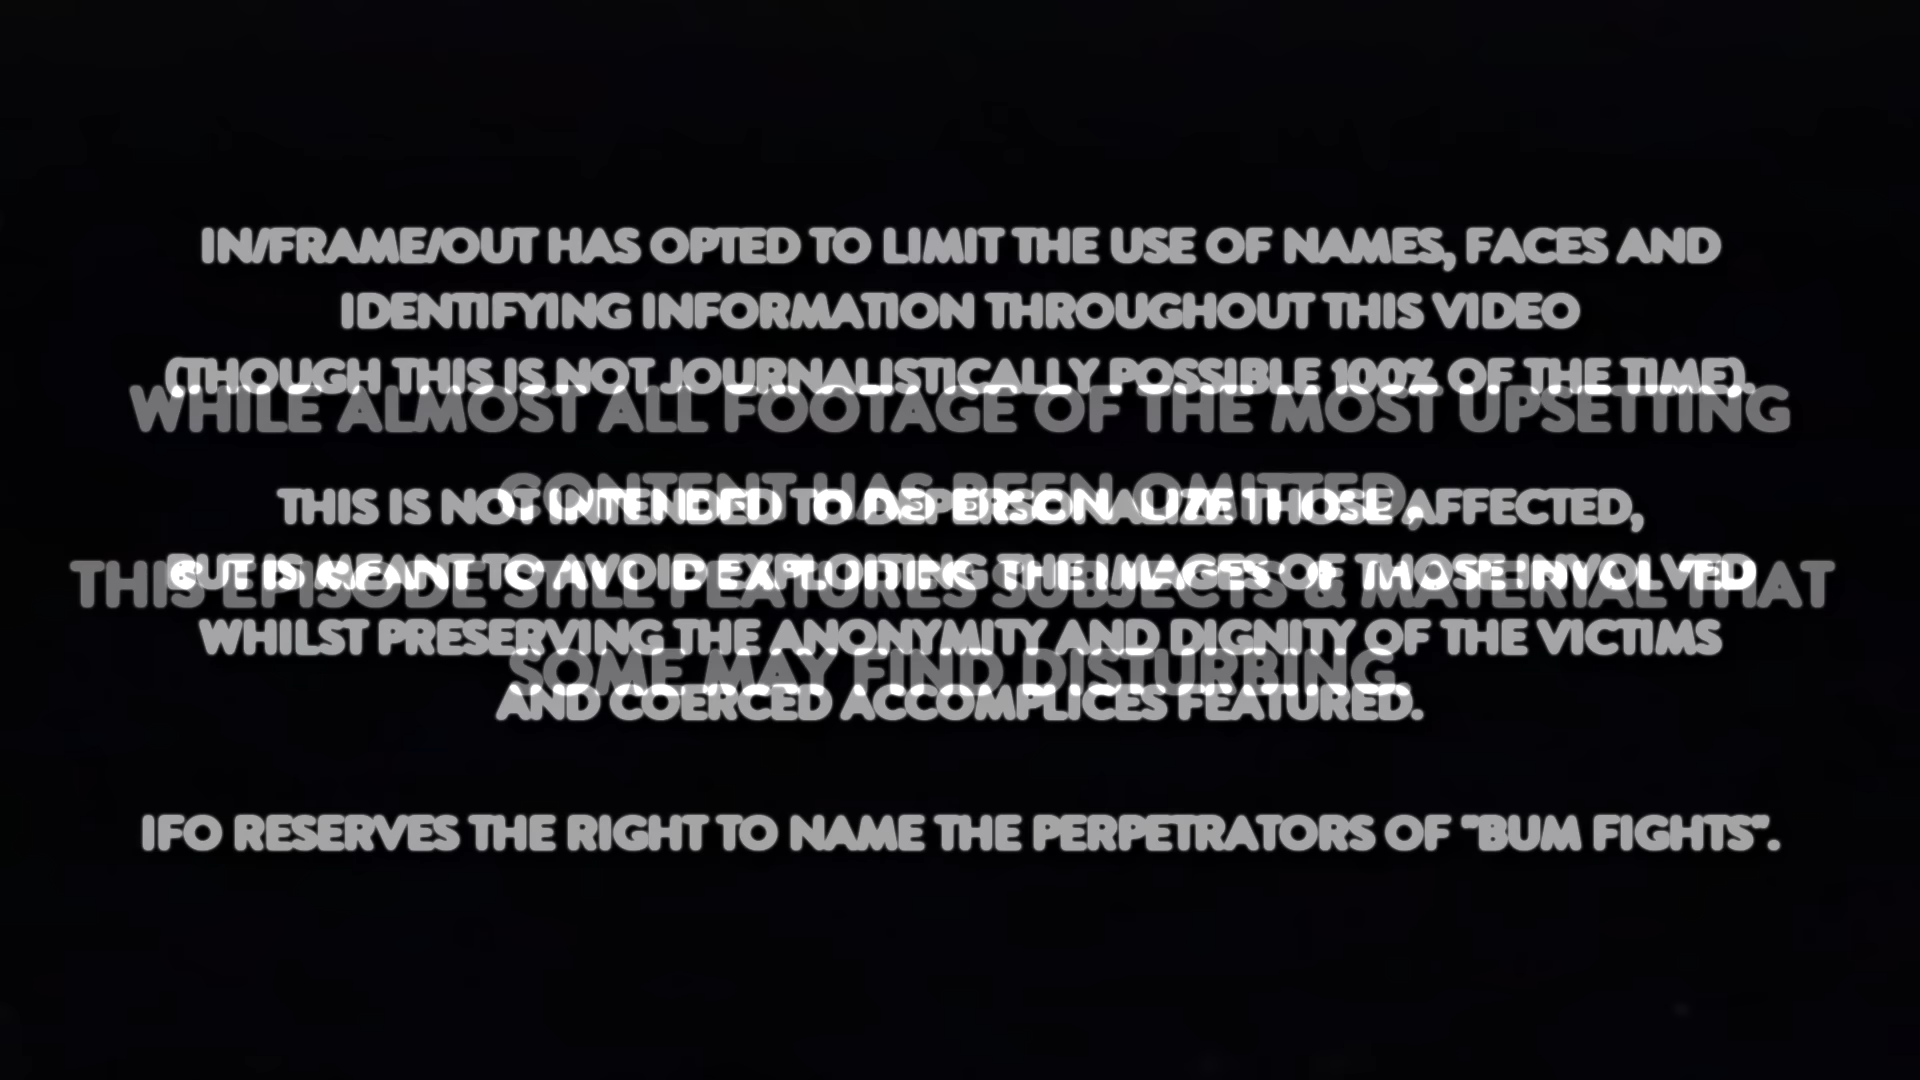 IN/FRAME/OUT HAS OPTED TO LIMIT THE USE OF NAMES, FACES AND
IDENTIFYING INFORMATION THROUGHOUT THIS VIDEO
(THOUGH THIS IS NOT JOURNALISTICALLY POSSIBLE 100% OF THE TIME).
THIS IS NOT INTENDED TO DEPERSONALIZE THOSE AFFECTED,
BUT IS MEANT TO AVOID EXPLOITING THE IMAGES OF THOSE INVOLVED
WHILST PRESERVING THE ANONYMITY AND DIGNITY OF THE VICTIMS
AND COERCED ACCOMPLICES FEATURED.
IFO RESERVES THE RIGHT TO NAME THE PERPETRATORS OF "BUM FIGHTS".
WHILE ALMOST ALL FOOTAGE OF THE MOST UPSETTING
CONTENT HAS BEEN OMITTED,
THIS EPISODE STILL FEATURES SUBJECTS & MATERIAL THAT
SOME MAY FIND DISTURBING.